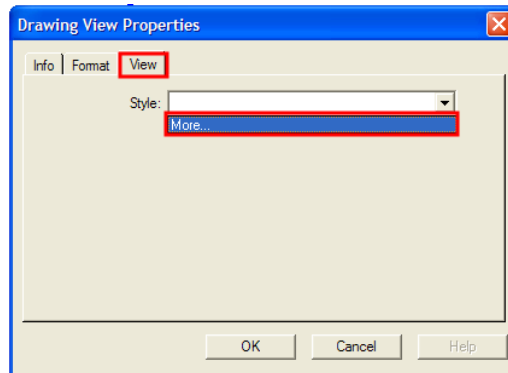 Drawing View Properties
Info Format View
Style:
More...
OK Cancel Help